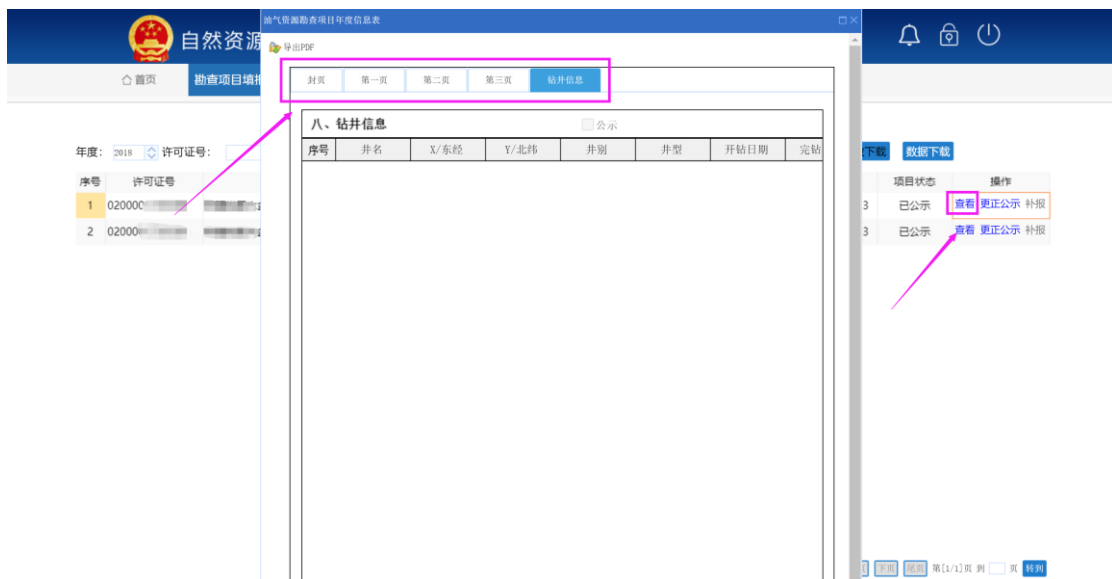 油气资源勘查项目年度信息表
自然资源
导出PDF
首页 勘查项目填报
封页 第一页 第二页 第三页 钻井信息
八、钻井信息 公示
序号 井名 X/东经 Y/北纬 井别 井型 开钻日期 完钻
年度： 2018 许可证号： 下载 数据下载
序号 许可证号 项目状态 操作
1 020000 3 已公示 查看 更正公示 补报
2 02000 3 已公示 查看 更正公示 补报
下页 尾页 第[1/1]页 到 页 转到